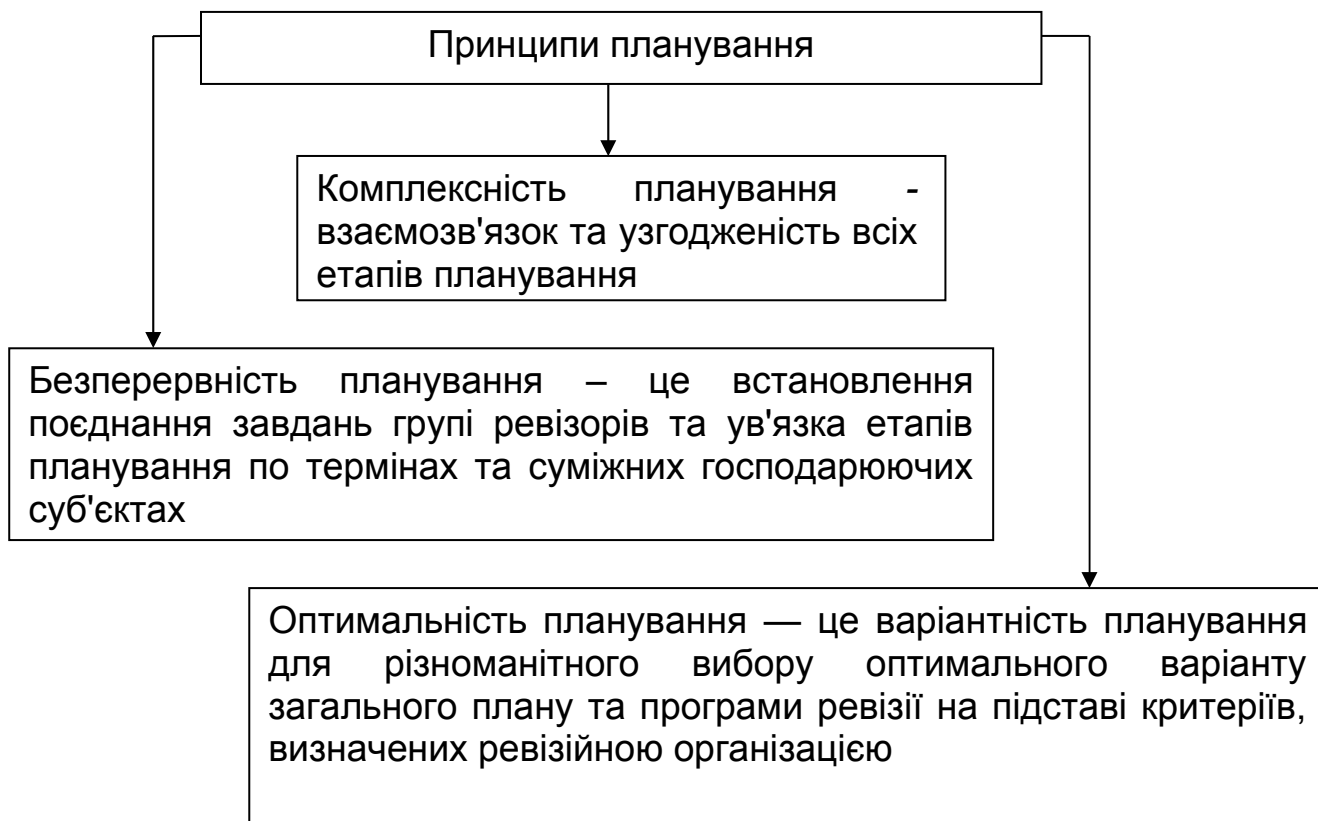 Принципи планування
Комплексність планування -
взаємозв'язок та узгодженість всіх
етапів планування
Безперервність планування – це встановлення
поєднання завдань групі ревізорів та ув'язка етапів
планування по термінах та суміжних господарюючих
суб'єктах
Оптимальність планування — це варіантність планування
для різноманітного вибору оптимального варіанту
загального плану та програми ревізії на підставі критеріїв,
визначених ревізійною організацією